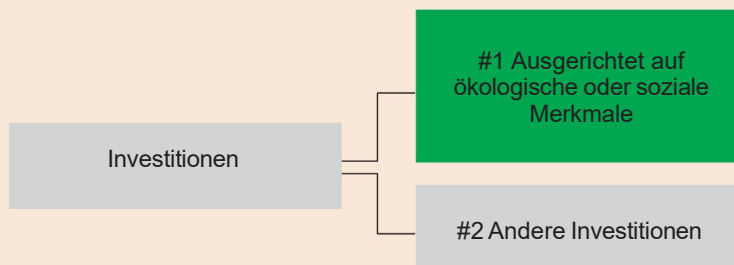 #1 Ausgerichtet auf
ökologische oder soziale
Merkmale
Investitionen
#2 Andere Investitionen